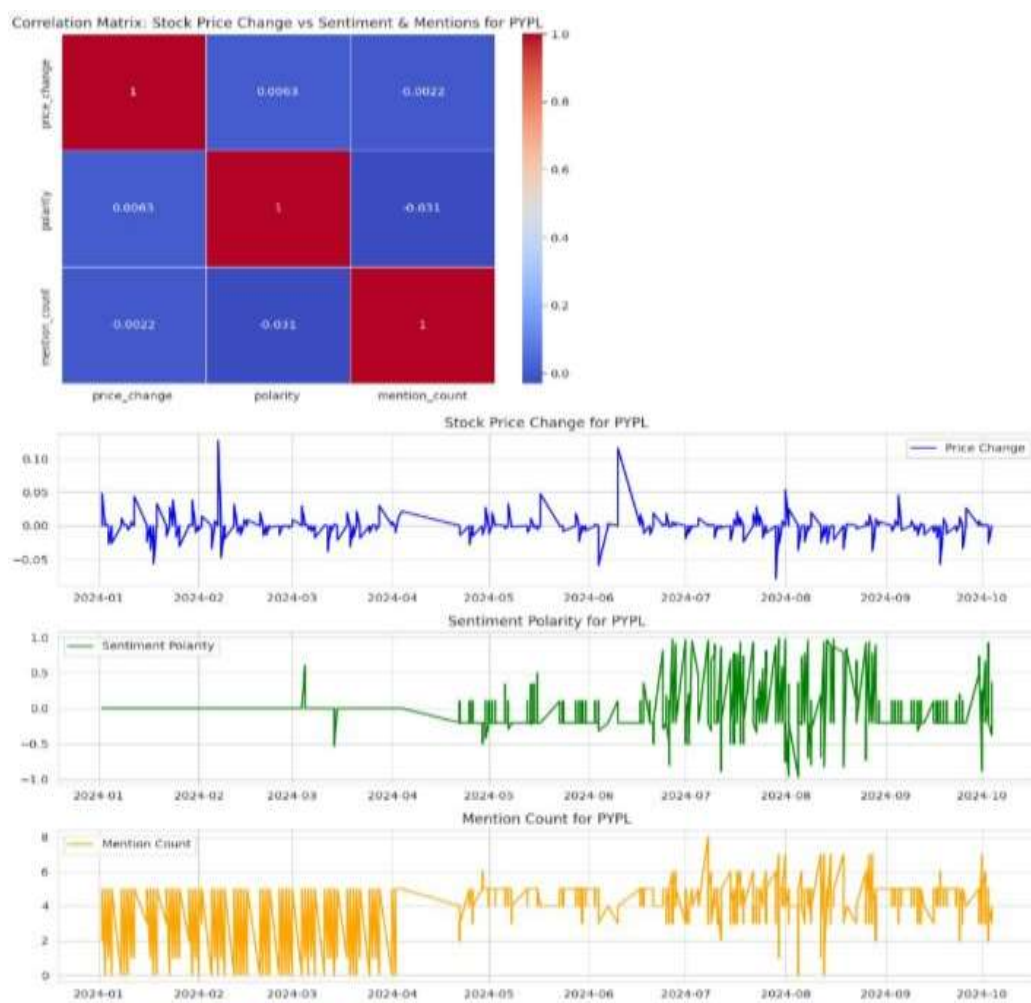 Correlation Matrix: Stock Price Change vs Sentiment & Mentions for PYPL
price_change
1
0.0063
-0.0022
polarity
0.0063
1
-0.031
mention_count
-0.0022
-0.031
1
price_change polarity mention_count
1.0
0.8
0.6
0.4
0.2
0.0
Stock Price Change for PYPL
Price Change
0.10
0.05
0.00
−0.05
2024-01 2024-02 2024-03 2024-04 2024-05 2024-06 2024-07 2024-08 2024-09 2024-10
Sentiment Polarity for PYPL
Sentiment Polarity
1.0
0.5
0.0
−0.5
−1.0
2024-01 2024-02 2024-03 2024-04 2024-05 2024-06 2024-07 2024-08 2024-09 2024-10
Mention Count for PYPL
Mention Count
8
6
4
2
0
2024-01 2024-02 2024-03 2024-04 2024-05 2024-06 2024-07 2024-08 2024-09 2024-10